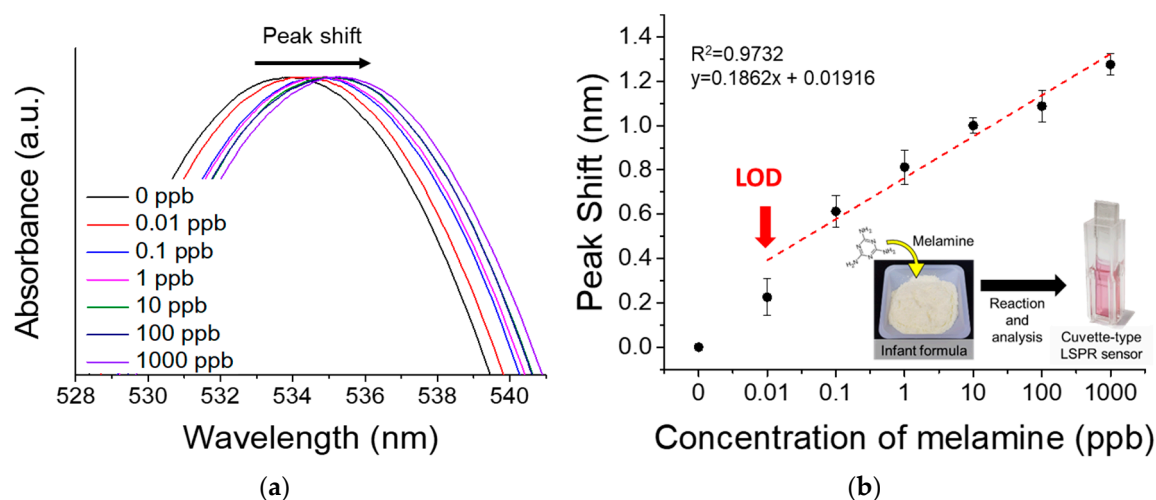 Peak shift
Absorbance (a.u.)
0 ppb
0.01 ppb
0.1 ppb
1 ppb
10 ppb
100 ppb
1000 ppb
528 530 532 534 536 538 540
Wavelength (nm)
(a)
R²=0.9732
y=0.1862x + 0.01916
Peak Shift (nm)
1.4
1.2
1.0
0.8
0.6
0.4
0.2
0.0
LOD
NH₂
H₂N
NH₂
Melamine
Infant formula
Reaction
and
analysis
Cuvette-type
LSPR sensor
0 0.01 0.1 1 10 100 1000
Concentration of melamine (ppb)
(b)